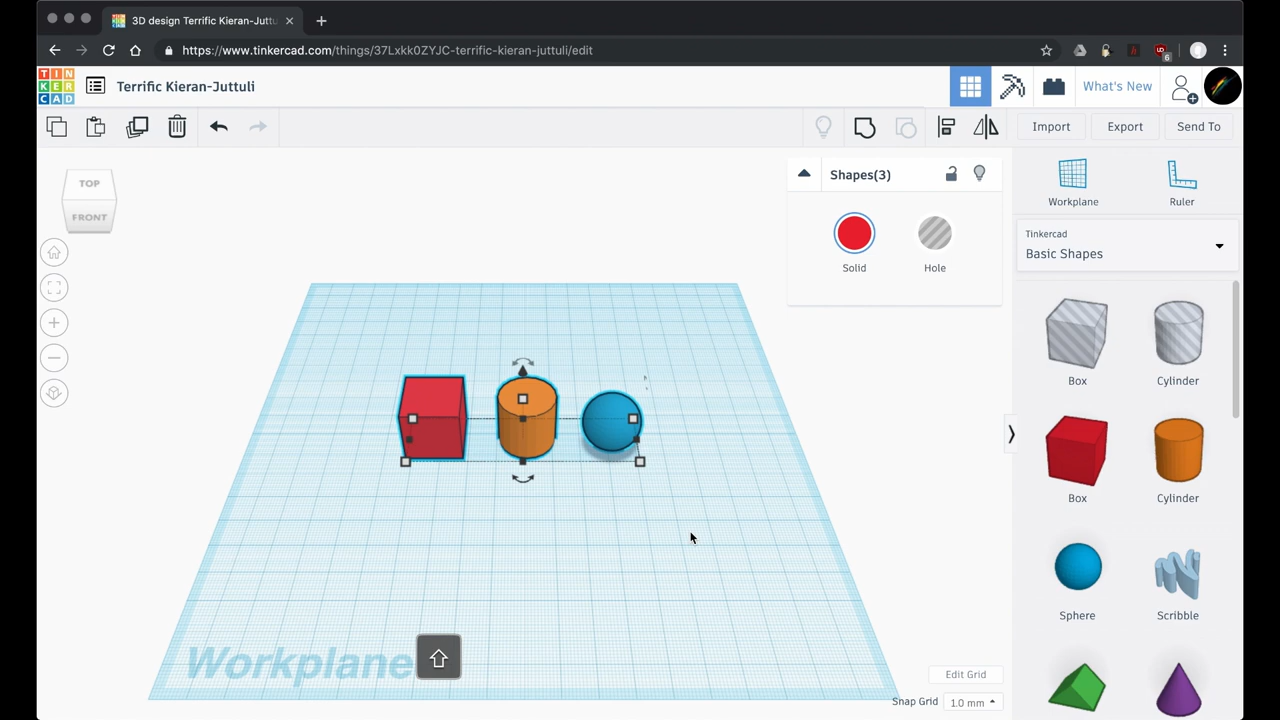 3D design Terrific Kieran-Juttu
https://www.tinkercad.com/things/37Lxkk0ZYJC-terrific-kieran-juttuli/edit
6
TIN
KER
CAD
Terrific Kieran-Juttuli
What's New
Import
Export
Send To
TOP
FRONT
Shapes(3)
Solid
Hole
Workplane
Ruler
Tinkercad
Basic Shapes
Box
Cylinder
Box
Cylinder
Sphere
Scribble
Workplane
Edit Grid
Snap Grid
1.0 mm